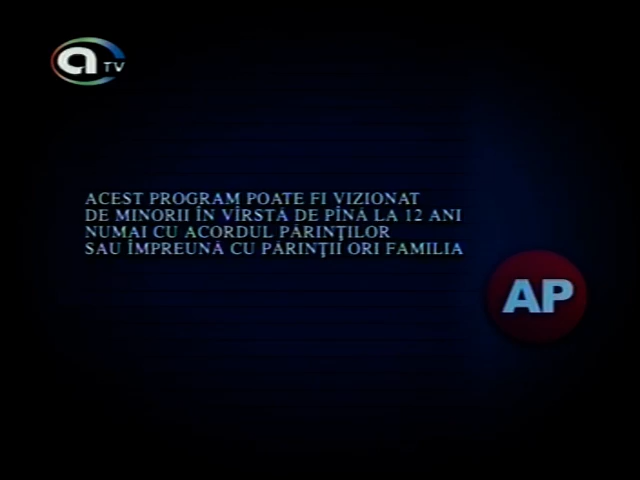 a TV
ACEST PROGRAM POATE FI VIZIONAT
DE MINORII ÎN VÎRSTĂ DE PÎNĂ LA 12 ANI
NUMAI CU ACORDUL PĂRINŢILOR
SAU ÎMPREUNĂ CU PĂRINŢII ORI FAMILIA
AP